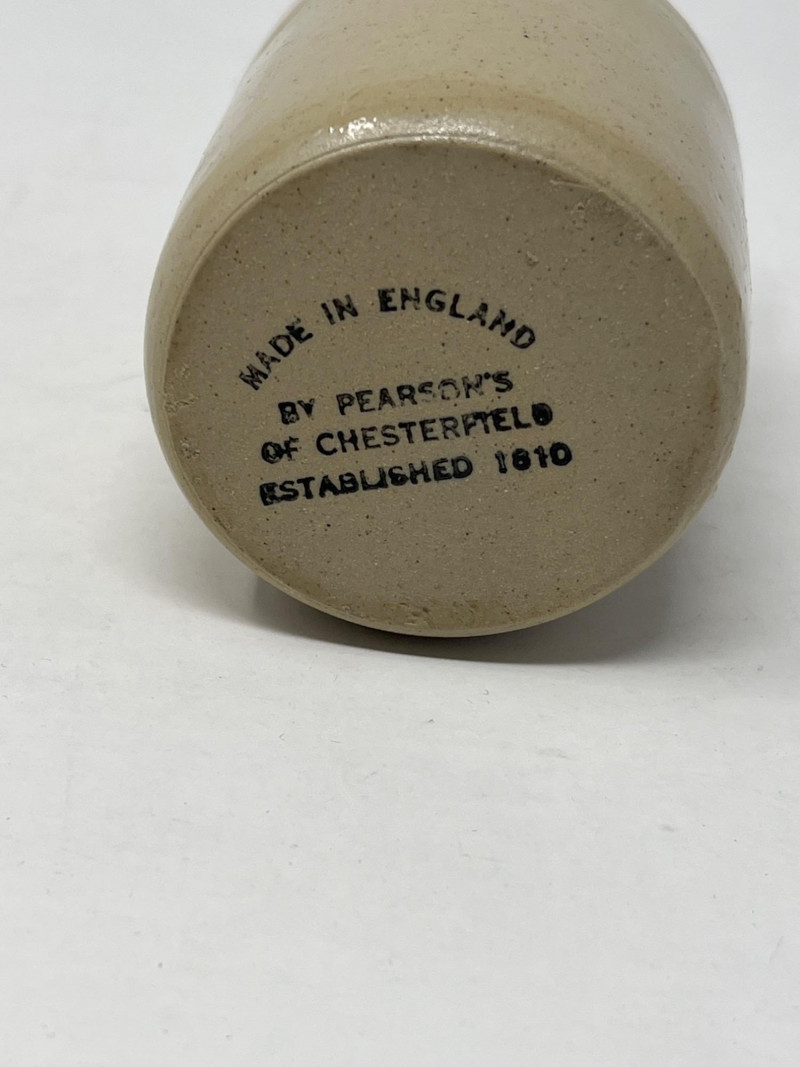 MADE IN ENGLAND
BY PEARSON'S
OF CHESTERFIELD
ESTABLISHED 1810